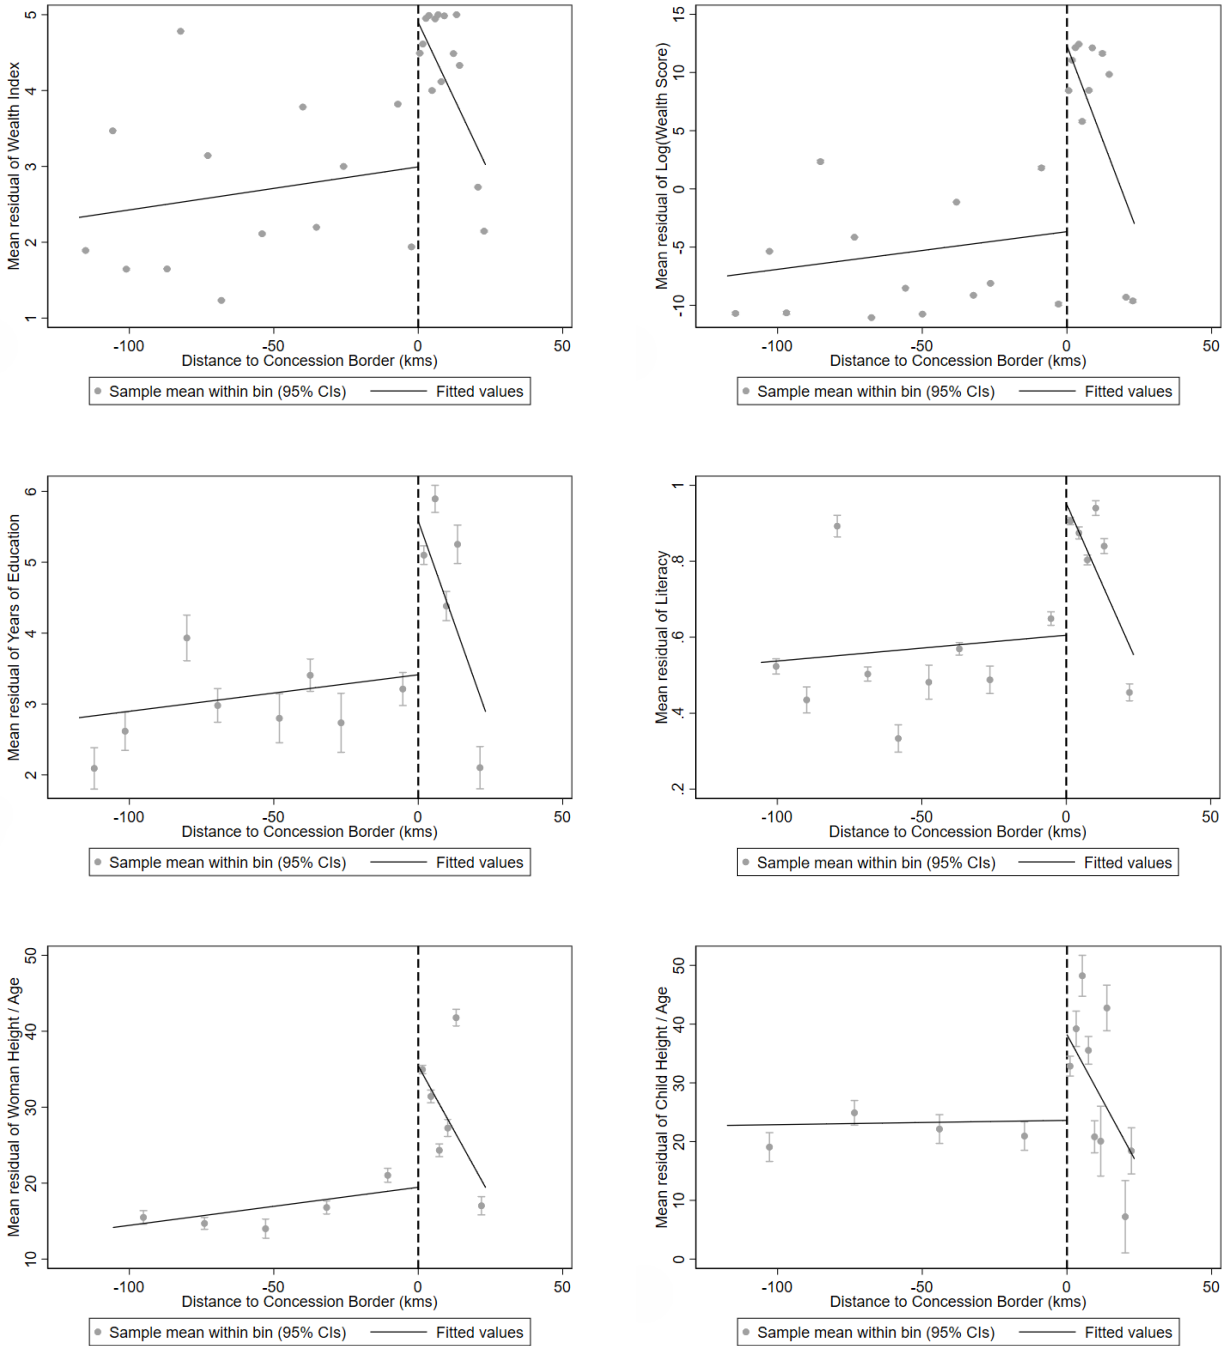 Mean residual of Wealth Index
5
4
3
2
1
-100 -50 0 50
Distance to Concession Border (kms)
Sample mean within bin (95% CIs) Fitted values
Mean residual of Log(Wealth Score)
15
10
5
0
-5
-10
-100 -50 0 50
Distance to Concession Border (kms)
Sample mean within bin (95% CIs) Fitted values
Mean residual of Years of Education
6
5
4
3
2
-100 -50 0 50
Distance to Concession Border (kms)
Sample mean within bin (95% CIs) Fitted values
Mean residual of Literacy
1
.8
.6
.4
.2
-100 -50 0 50
Distance to Concession Border (kms)
Sample mean within bin (95% CIs) Fitted values
Mean residual of Woman Height / Age
50
40
30
20
10
-100 -50 0 50
Distance to Concession Border (kms)
Sample mean within bin (95% CIs) Fitted values
Mean residual of Child Height / Age
50
40
30
20
10
0
-100 -50 0 50
Distance to Concession Border (kms)
Sample mean within bin (95% CIs) Fitted values